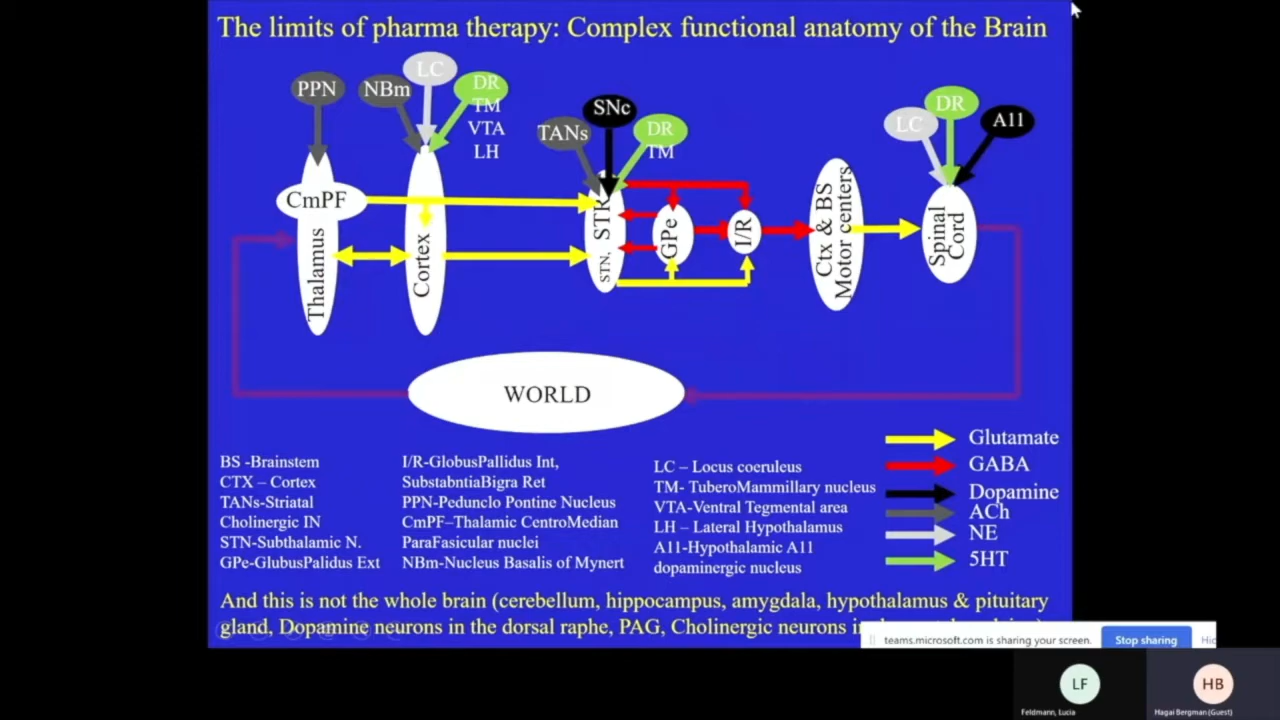 The limits of pharma therapy: Complex functional anatomy of the Brain
PPN
NBm
LC
DR
TM
VTA
LH
TANs
SNc
DR
TM
LC
DR
A11
CmPF
Thalamus
Cortex
STN, STR
GPe
I/R
Ctx & BS
Motor centers
Spinal
Cord
WORLD
BS -Brainstem
CTX – Cortex
TANs-Striatal
Cholinergic IN
STN-Subthalamic N.
GPe-GlubusPalidus Ext
I/R-GlobusPallidus Int,
SubstabntiaBigra Ret
PPN-Pedunclo Pontine Nucleus
CmPF–Thalamic CentroMedian
ParaFasicular nuclei
NBm-Nucleus Basalis of Mynert
LC – Locus coeruleus
TM- TuberoMammillary nucleus
VTA-Ventral Tegmental area
LH – Lateral Hypothalamus
A11-Hypothalamic A11
dopaminergic nucleus
Glutamate
GABA
Dopamine
ACh
NE
5HT
And this is not the whole brain (cerebellum, hippocampus, amygdala, hypothalamus & pituitary
gland, Dopamine neurons in the dorsal raphe, PAG, Cholinergic neurons
teams.microsoft.com is sharing your screen.
Stop sharing
LF
HB
Feldmann, Lucia
Hagai Bergman (Guest)